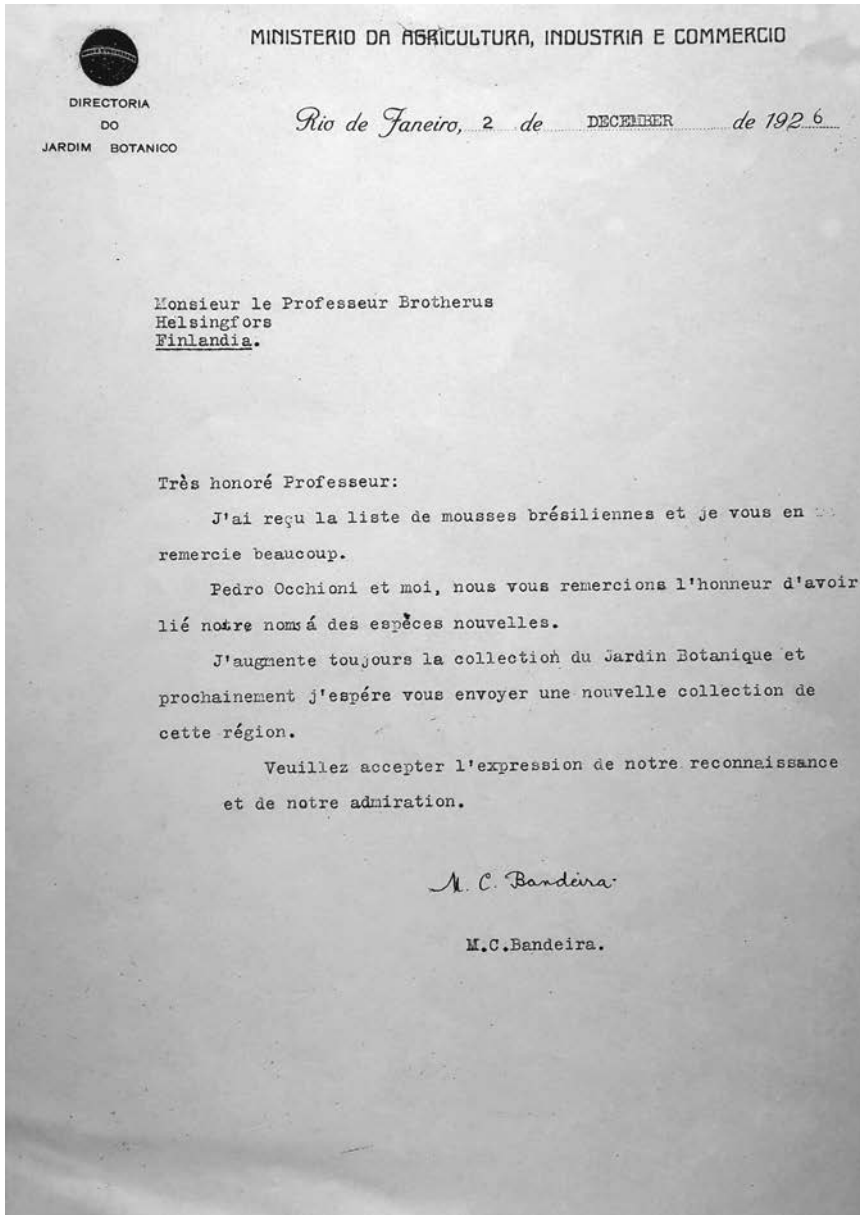 MINISTERIO DA AGRICULTURA, INDUSTRIA E COMMERCIO
DIRECTORIA
DO
JARDIM BOTANICO
Rio de Janeiro, 2 de DECEMBER de 1926
Monsieur le Professeur Brotherus
Helsingfors
Finlandia.
Très honoré Professeur:
J'ai reçu la liste de mousses brésiliennes et je vous en
remercie beaucoup.
Pedro Occhioni et moi, nous vous remercions l'honneur d'avoir
lié notre noms á des espèces nouvelles.
J'augmente toujours la collection du Jardin Botanique et
prochainement j'espére vous envoyer une nouvelle collection de
cette région.
Veuillez accepter l'expression de notre reconnaissance
et de notre admiration.
M. C. Bandeira
M.C.Bandeira.